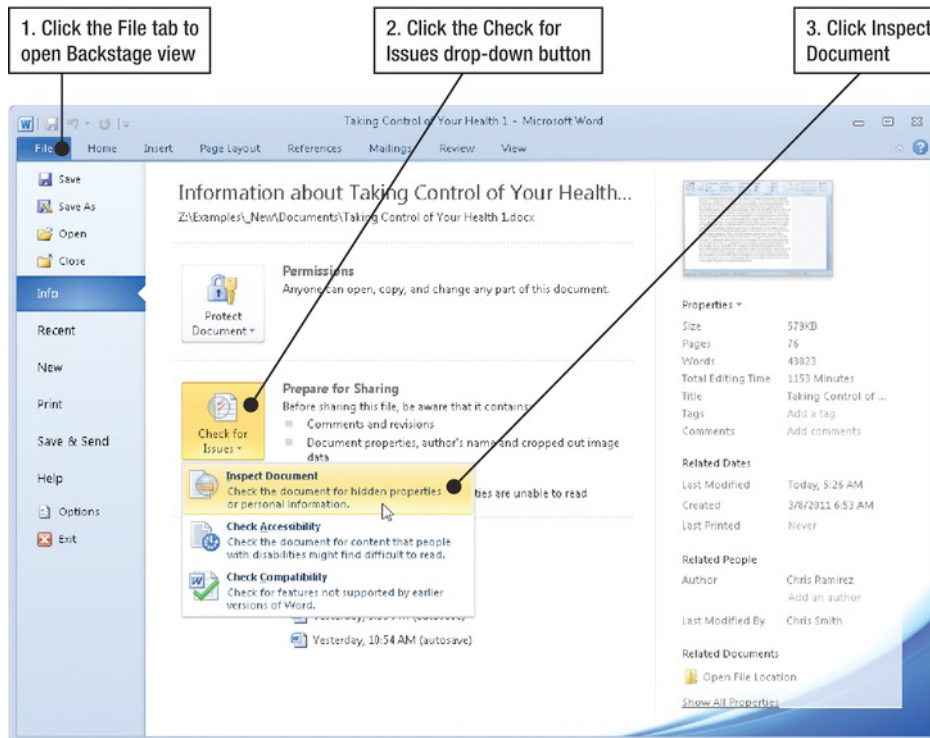 1. Click the File tab to
open Backstage view
2. Click the Check for
Issues drop-down button
3. Click Inspect
Document
Taking Control of Your Health 1 - Microsoft Word
File
Home
Insert
Page Layout
References
Mailings
Review
View
Save
Save As
Open
Close
Info
Recent
New
Print
Save & Send
Help
Options
Exit
Information about Taking Control of Your Health...
Z:\Examples\_New\Documents\Taking Control of Your Health 1.docx
Protect
Document
Permissions
Anyone can open, copy, and change any part of this document.
Check for
Issues
Prepare for Sharing
Before sharing this file, be aware that it contains:
Comments and revisions
Document properties, author's name and cropped out image
data
ties are unable to read
Inspect Document
Check the document for hidden properties
or personal information.
Check Accessibility
Check the document for content that people
with disabilities might find difficult to read.
Check Compatibility
Check for features not supported by earlier
versions of Word.
Yesterday, (autosave)
Yesterday, 10:54 AM (autosave)
Properties
Size 579KB
Pages 76
Words 43823
Total Editing Time 1153 Minutes
Title Taking Control of ...
Tags Add a tag
Comments Add comments
Related Dates
Last Modified Today, 5:26 AM
Created 3/8/2011 6:53 AM
Last Printed Never
Related People
Author Chris Ramirez
Add an author
Last Modified By Chris Smith
Related Documents
Open File Location
Show All Properties